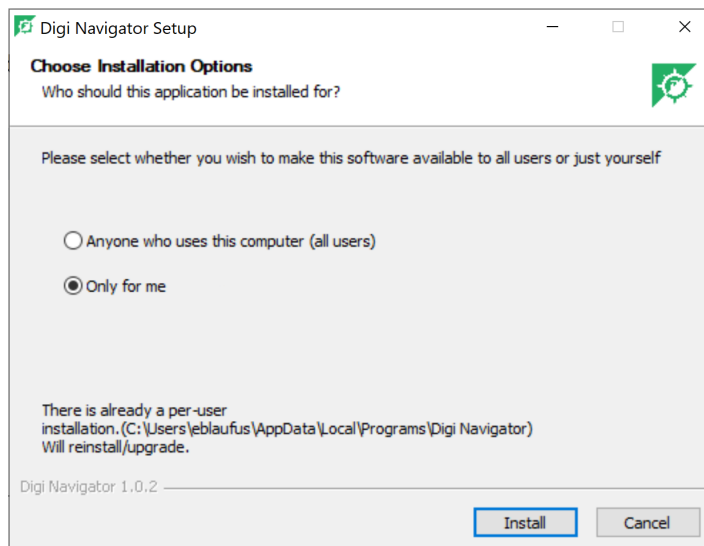 Digi Navigator Setup
Choose Installation Options
Who should this application be installed for?
Please select whether you wish to make this software available to all users or just yourself
Anyone who uses this computer (all users)
Only for me
There is already a per-user
installation.(C:\Users\eblaufus\AppData\Local\Programs\Digi Navigator)
Will reinstall/upgrade.
Digi Navigator 1.0.2
Install
Cancel